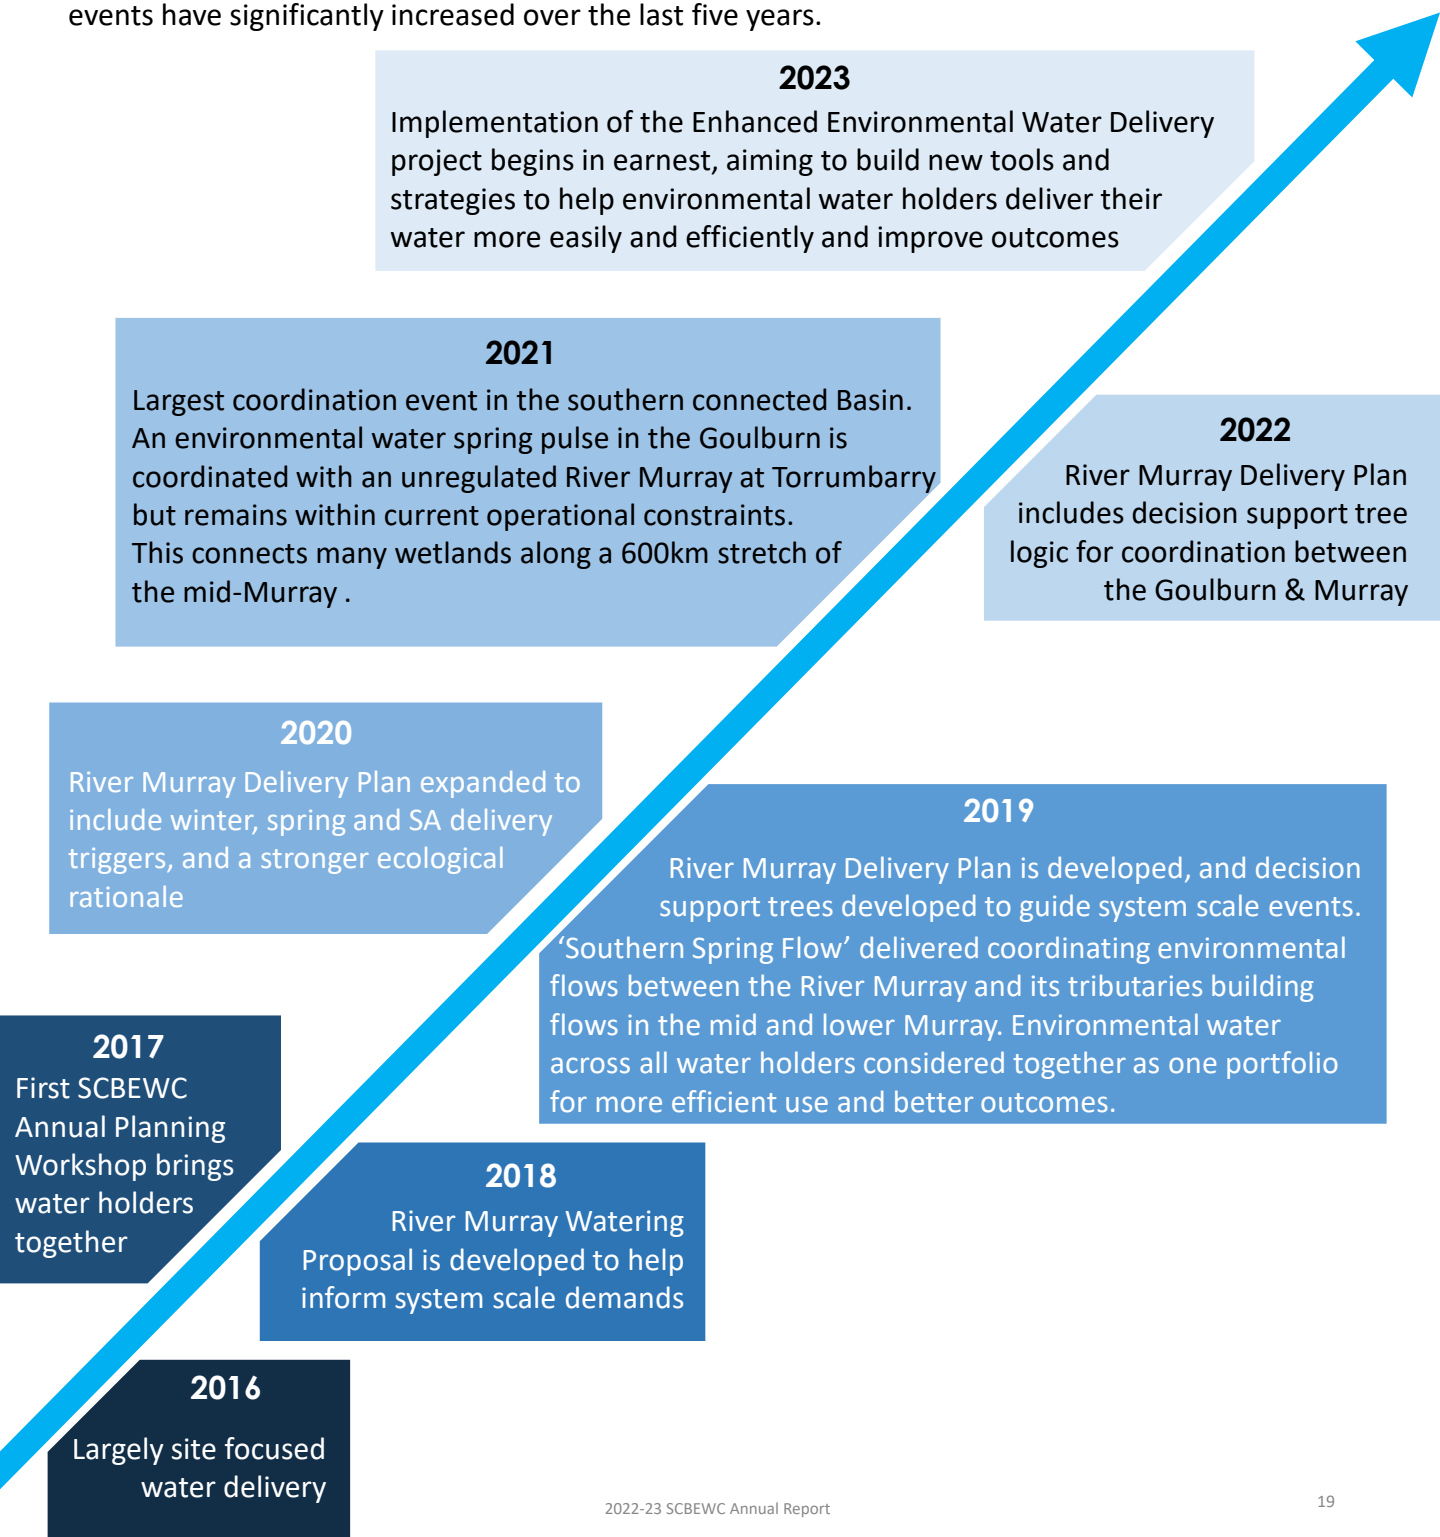 events have significantly increased over the last five years.
2023
Implementation of the Enhanced Environmental Water Delivery
project begins in earnest, aiming to build new tools and
strategies to help environmental water holders deliver their
water more easily and efficiently and improve outcomes
2021
Largest coordination event in the southern connected Basin.
An environmental water spring pulse in the Goulburn is
coordinated with an unregulated River Murray at Torrumbarry
but remains within current operational constraints.
This connects many wetlands along a 600km stretch of
the mid-Murray .
2022
River Murray Delivery Plan
includes decision support tree
logic for coordination between
the Goulburn & Murray
2020
River Murray Delivery Plan expanded to
include winter, spring and SA delivery
triggers, and a stronger ecological
rationale
2019
River Murray Delivery Plan is developed, and decision
support trees developed to guide system scale events.
‘Southern Spring Flow’ delivered coordinating environmental
flows between the River Murray and its tributaries building
flows in the mid and lower Murray. Environmental water
across all water holders considered together as one portfolio
for more efficient use and better outcomes.
2017
First SCBEWC
Annual Planning
Workshop brings
water holders
together
2018
River Murray Watering
Proposal is developed to help
inform system scale demands
2016
Largely site focused
water delivery
2022-23 SCBEWC Annual Report
19